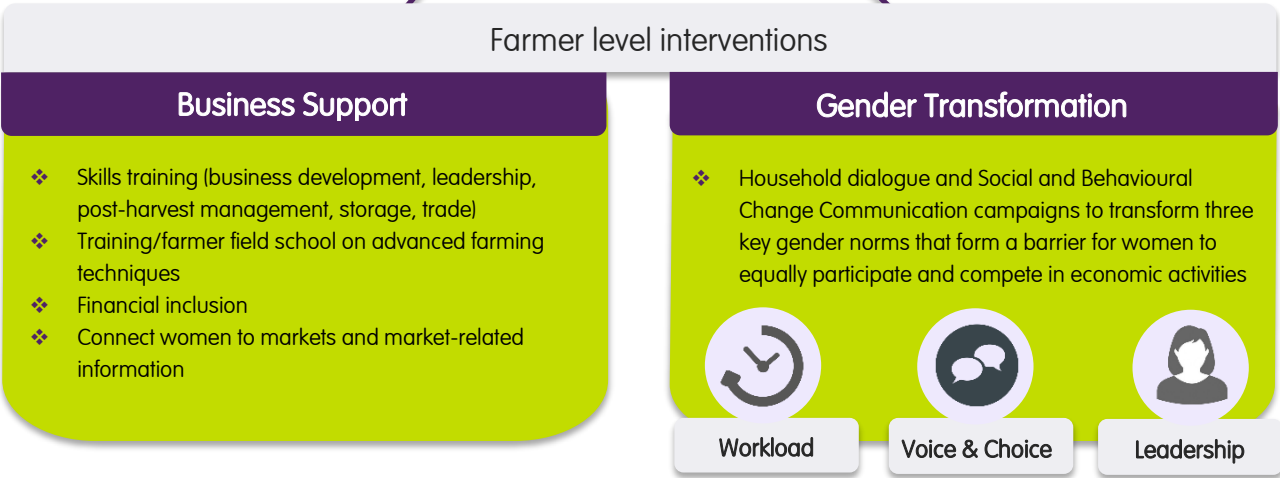 Farmer level interventions
Business Support
❖ Skills training (business development, leadership,
post-harvest management, storage, trade)
❖ Training/farmer field school on advanced farming
techniques
❖ Financial inclusion
❖ Connect women to markets and market-related
information
Gender Transformation
❖ Household dialogue and Social and Behavioural
Change Communication campaigns to transform three
key gender norms that form a barrier for women to
equally participate and compete in economic activities
Workload
Voice & Choice
Leadership